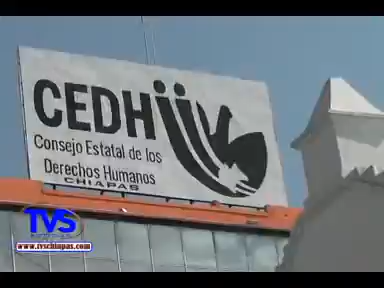 CEDH
Consejo Estatal de los
Derechos Humanos
CHIAPAS
TVS
www.tvschiapas.com